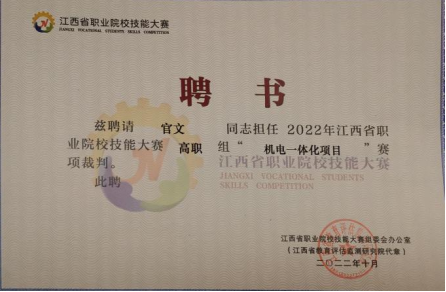 江西省职业院校技能大赛
JIANGXI VOCATIONAL STUDENTS SKILLS COMPETITION
聘 书
兹聘请 官文 同志担任 2022年江西省职
业院校技能大赛 高职 组“ 机电一体化项目 ”赛
项裁判。
江西省职业院校技能大赛
JIANGXI VOCATIONAL STUDENTS
SKILLS COMPETITION
此聘
江西省职业院校技能大赛组委会办公室
(江西省教育评估监测研究院代章)
二〇二二年十月